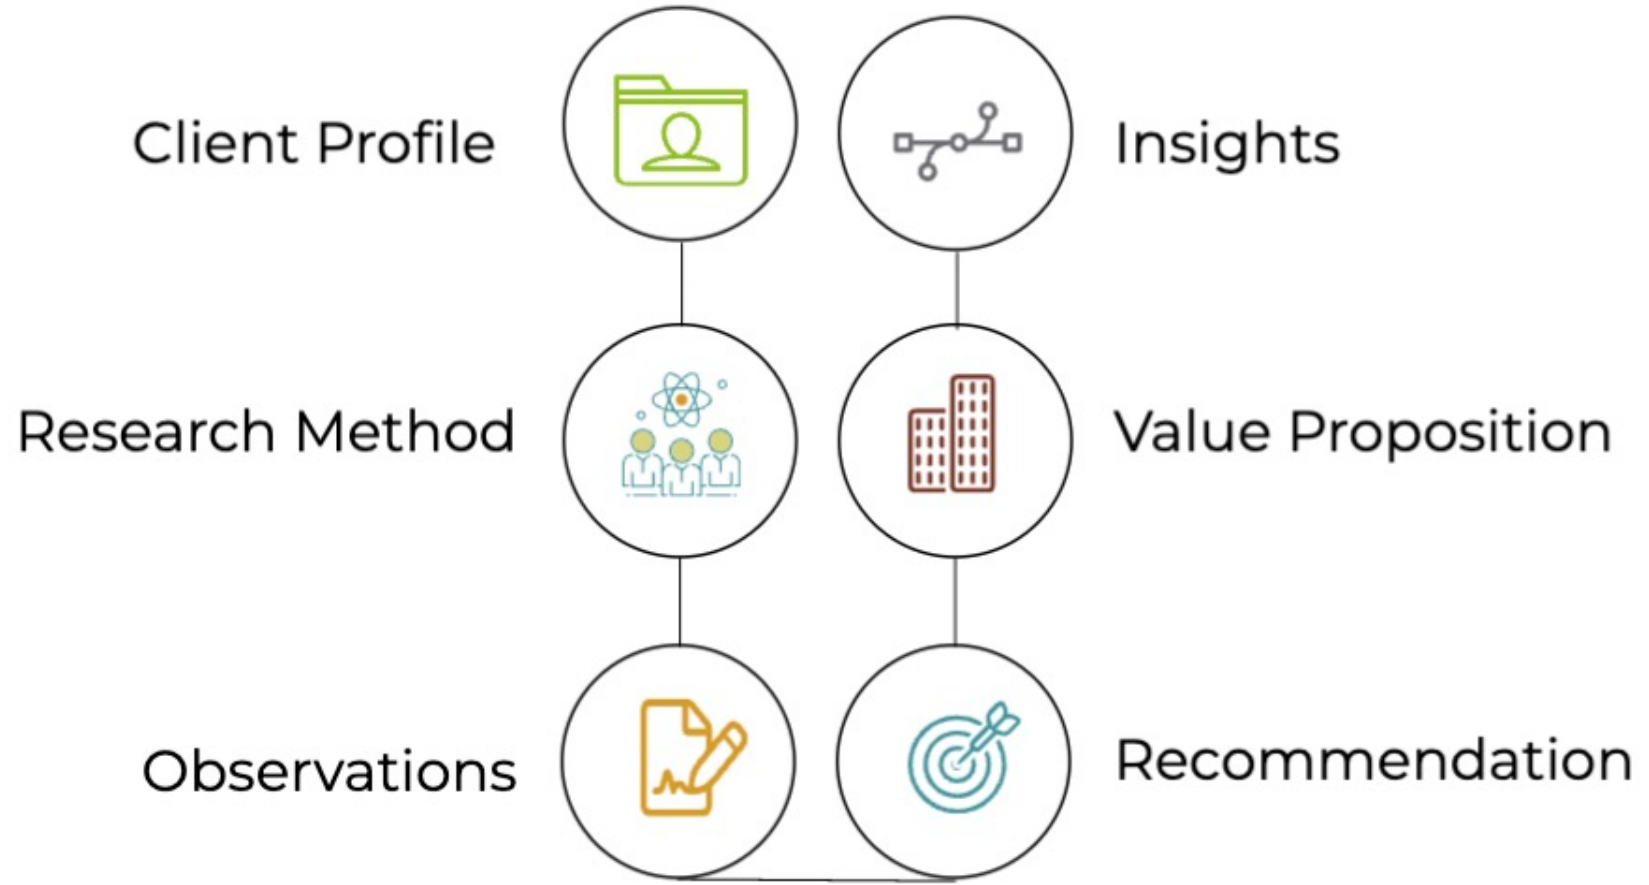 Client Profile
Research Method
Observations
Insights
Value Proposition
Recommendation